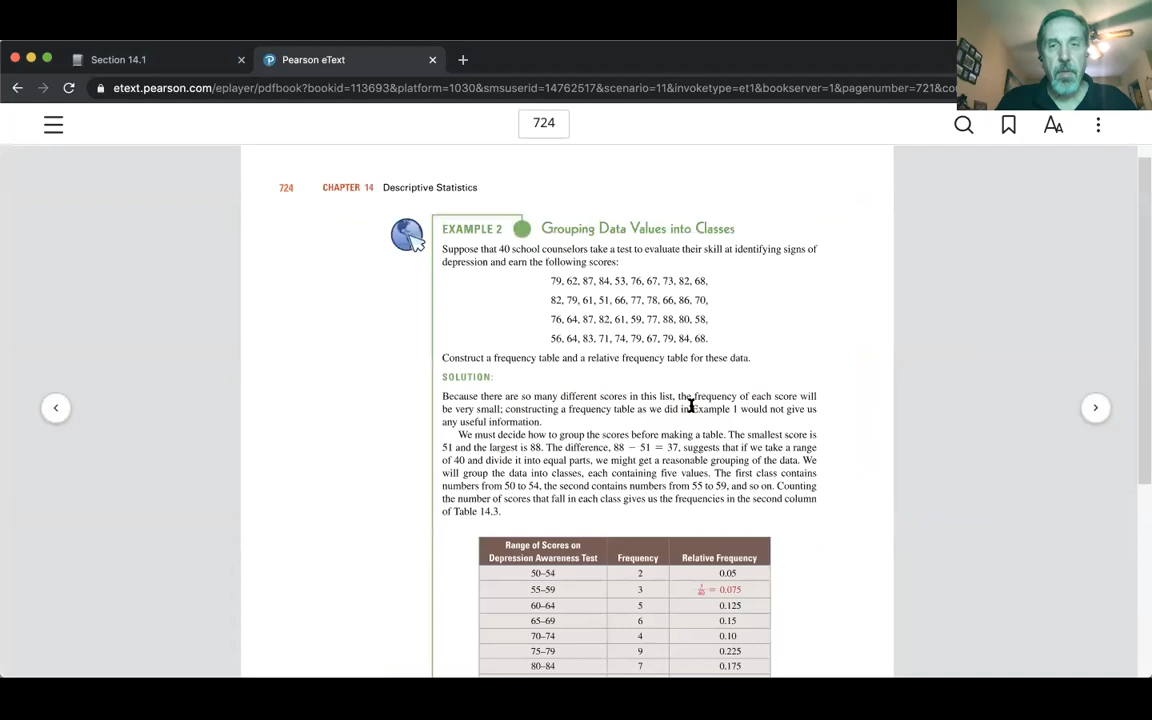 Section 14.1
Pearson eText
etext.pearson.com/eplayer/pdfbook?bookid=113693&platform=1030&smsuserid=14762517&scenario=11&invoketype=et1&bookserver=1&pagenumber=721&co
724
724 CHAPTER 14 Descriptive Statistics
EXAMPLE 2 Grouping Data Values into Classes
Suppose that 40 school counselors take a test to evaluate their skill at identifying signs of
depression and earn the following scores:
79, 62, 87, 84, 53, 76, 67, 73, 82, 68,
82, 79, 61, 51, 66, 77, 78, 66, 86, 70,
76, 64, 87, 82, 61, 59, 77, 88, 80, 58,
56, 64, 83, 71, 74, 79, 67, 79, 84, 68.
Construct a frequency table and a relative frequency table for these data.
SOLUTION:
Because there are so many different scores in this list, the frequency of each score will
be very small; constructing a frequency table as we did in Example 1 would not give us
any useful information.
We must decide how to group the scores before making a table. The smallest score is
51 and the largest is 88. The difference, 88 − 51 = 37, suggests that if we take a range
of 40 and divide it into equal parts, we might get a reasonable grouping of the data. We
will group the data into classes, each containing five values. The first class contains
numbers from 50 to 54, the second contains numbers from 55 to 59, and so on. Counting
the number of scores that fall in each class gives us the frequencies in the second column
of Table 14.3.
Range of Scores on
Depression Awareness Test Frequency Relative Frequency
50–54 2 0.05
55–59 3 3/40 = 0.075
60–64 5 0.125
65–69 6 0.15
70–74 4 0.10
75–79 9 0.225
80–84 7 0.175